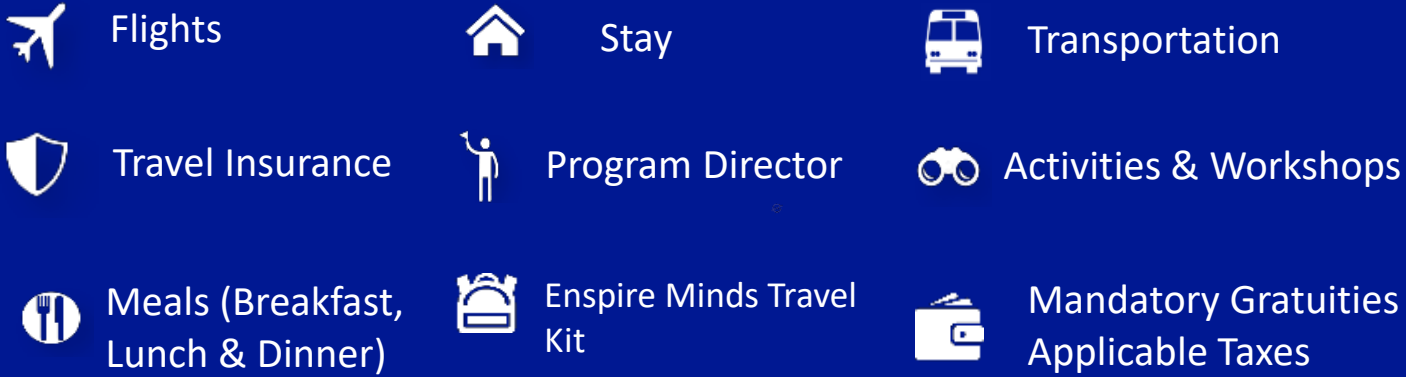 Flights
Stay
Transportation
Travel Insurance
Program Director
Activities & Workshops
Meals (Breakfast,
Lunch & Dinner)
Enspire Minds Travel
Kit
Mandatory Gratuities
Applicable Taxes